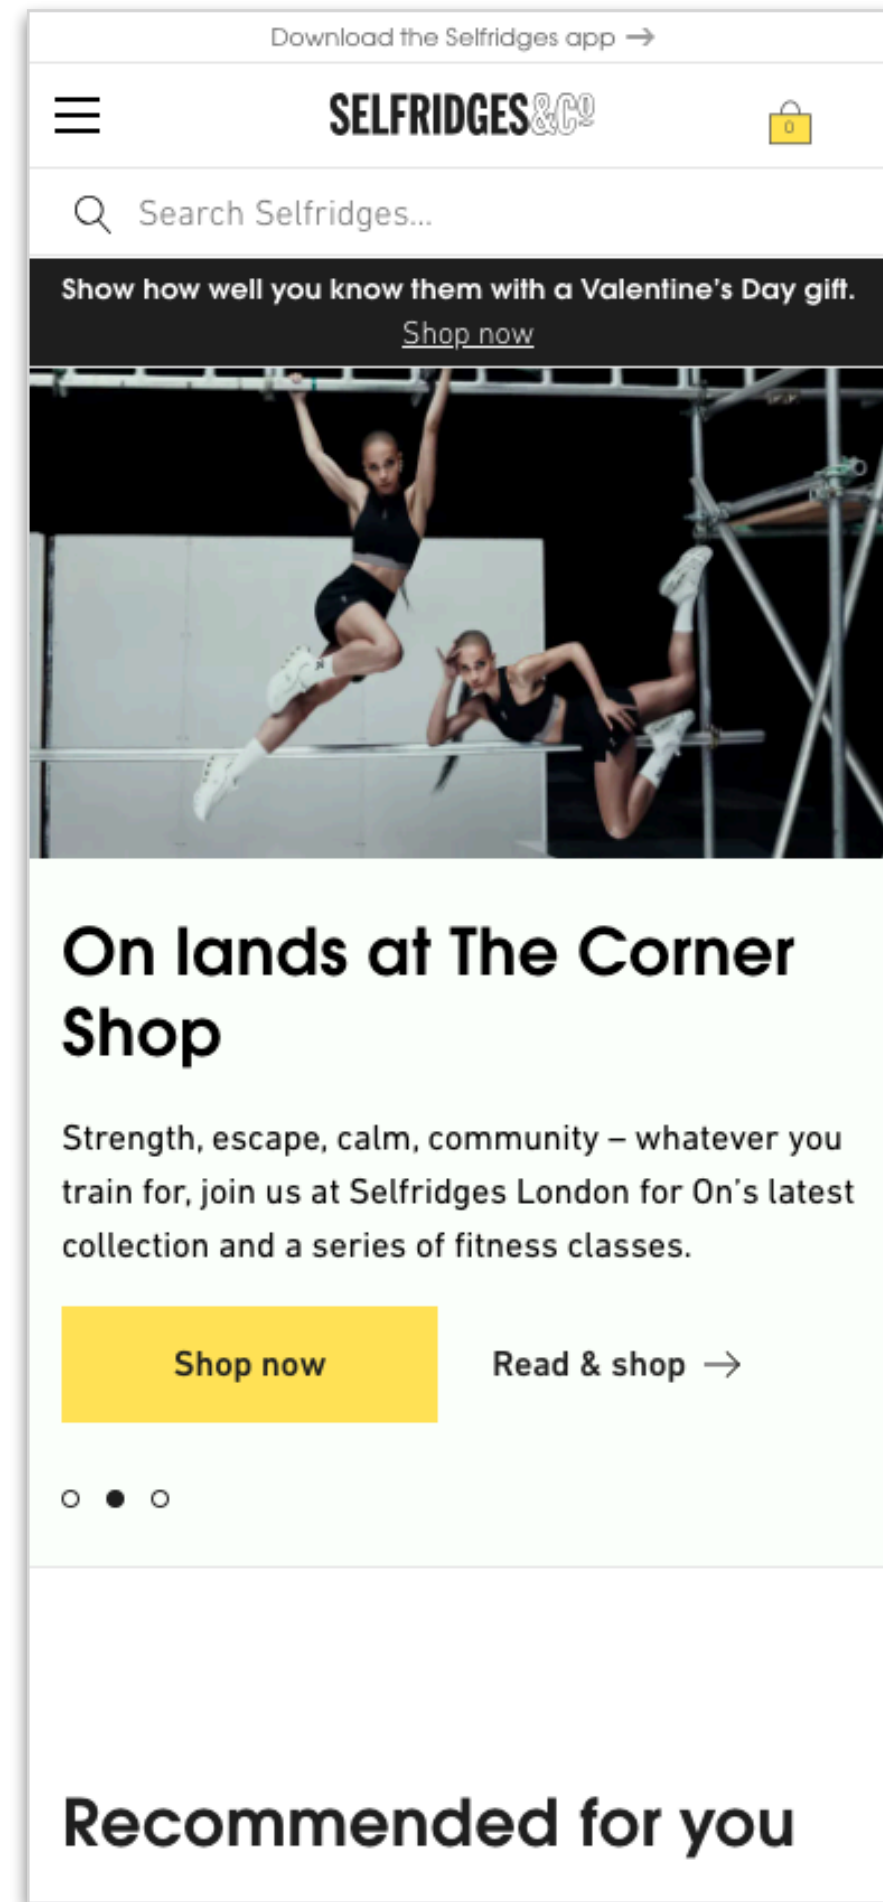 Download the Selfridges app →
SELFRIDGES&Cº
0
Search Selfridges...
Show how well you know them with a Valentine's Day gift.
Shop now
On lands at The Corner
Shop
Strength, escape, calm, community – whatever you
train for, join us at Selfridges London for On's latest
collection and a series of fitness classes.
Shop now
Read & shop →
Recommended for you